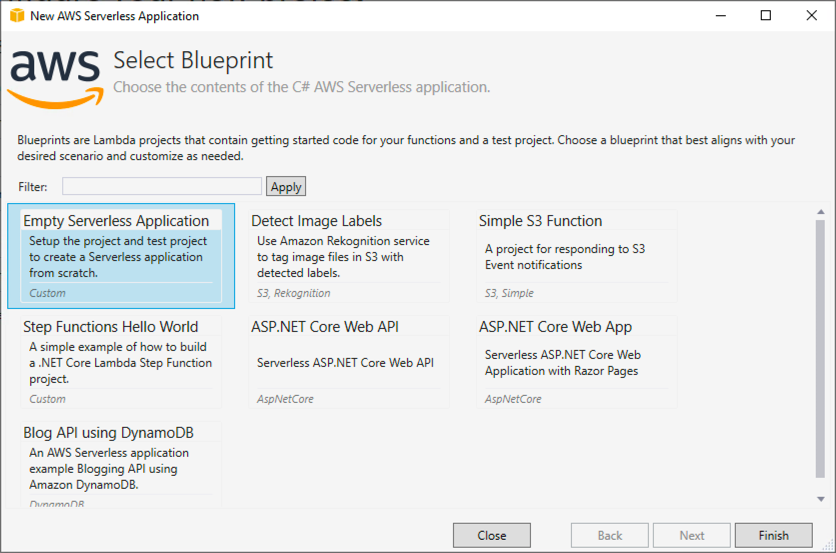 New AWS Serverless Application
aws
Select Blueprint
Choose the contents of the C# AWS Serverless application.
Blueprints are Lambda projects that contain getting started code for your functions and a test project. Choose a blueprint that best aligns with your
desired scenario and customize as needed.
Filter:
Apply
Empty Serverless Application
Setup the project and test project
to create a Serverless application
from scratch.
Custom
Detect Image Labels
Use Amazon Rekognition service
to tag image files in S3 with
detected labels.
S3, Rekognition
Simple S3 Function
A project for responding to S3
Event notifications
S3, Simple
Step Functions Hello World
A simple example of how to build
a .NET Core Lambda Step Function
project.
Custom
ASP.NET Core Web API
Serverless ASP.NET Core Web API
AspNetCore
ASP.NET Core Web App
Serverless ASP.NET Core Web
Application with Razor Pages
AspNetCore
Blog API using DynamoDB
An AWS Serverless application
example Blogging API using
Amazon DynamoDB.
DynamoDB
Close
Back
Next
Finish